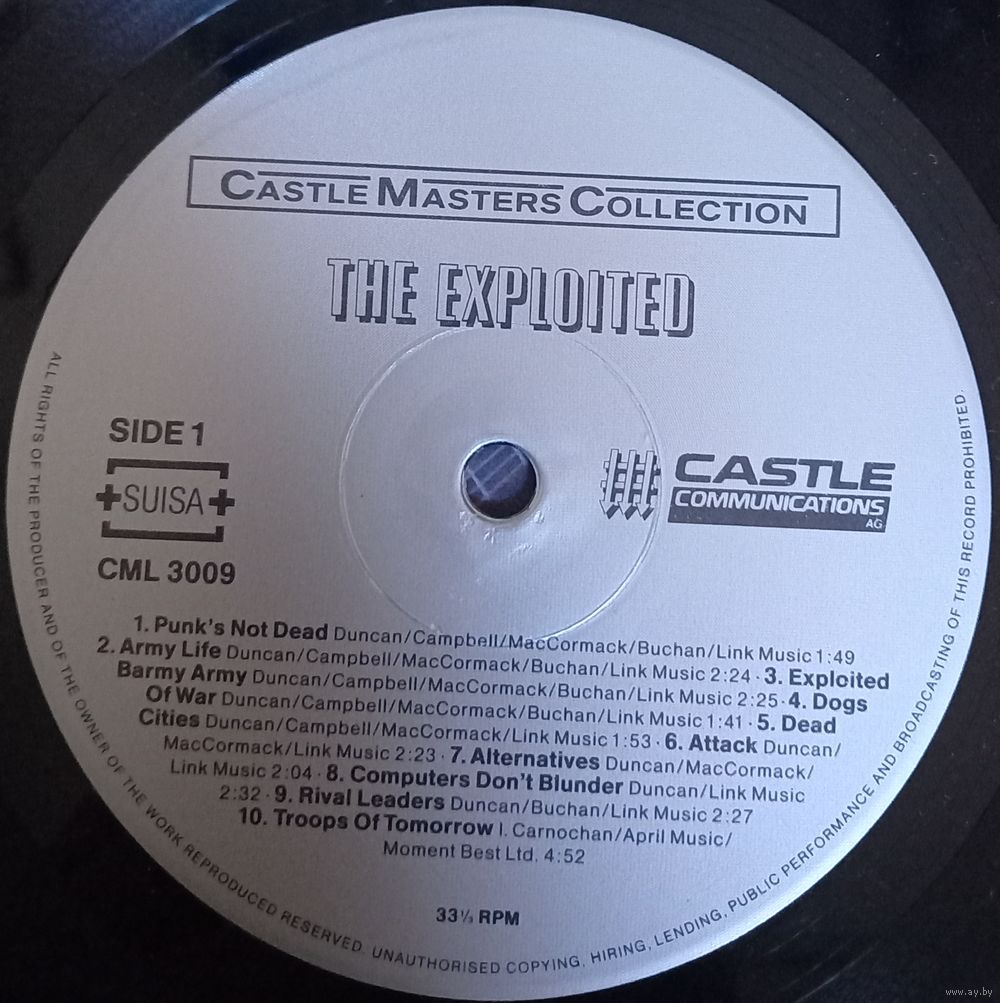 CASTLE MASTERS COLLECTION
THE EXPLOITED
SIDE 1
+SUISA+
CML 3009
CASTLE
COMMUNICATIONS
AG
1. Punk's Not Dead Duncan/Campbell/MacCormack/Buchan/Link Music 1:49
2. Army Life Duncan/Campbell/MacCormack/Buchan/Link Music 2:24 · 3. Exploited
Barmy Army Duncan/Campbell/MacCormack/Buchan/Link Music 2:25 · 4. Dogs
Of War Duncan/Campbell/MacCormack/Buchan/Link Music 1:41 · 5. Dead
Cities Duncan/Campbell/MacCormack/Link Music 1:53 · 6. Attack Duncan/
MacCormack/Link Music 2:23 · 7. Alternatives Duncan/MacCormack/
Link Music 2:04 · 8. Computers Don't Blunder Duncan/Link Music
2:32 · 9. Rival Leaders Duncan/Buchan/Link Music 2:27
10. Troops Of Tomorrow I. Carnochan/April Music/
Moment Best Ltd. 4:52
33⅓ RPM
ALL RIGHTS OF THE PRODUCER AND OF THE OWNER OF THE WORK REPRODUCED RESERVED. UNAUTHORISED COPYING, HIRING, LENDING, PUBLIC PERFORMANCE AND BROADCASTING OF THIS RECORD PROHIBITED.
www.ay.by